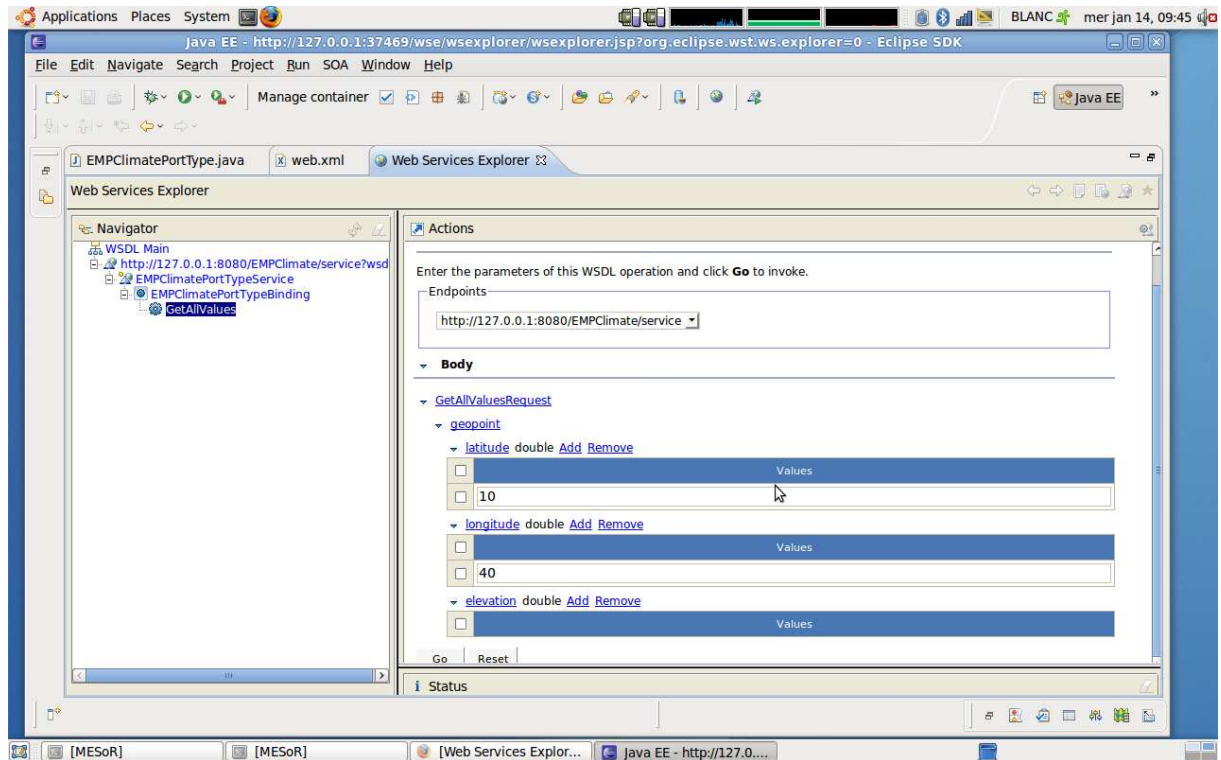 Applications Places System BLANC mer jan 14, 09:45
Java EE - http://127.0.0.1:37469/wse/wsexplorer/wsexplorer.jsp?org.eclipse.wst.ws.explorer=0 - Eclipse SDK
File Edit Navigate Search Project Run SOA Window Help
Manage container Java EE »
EMPClimatePortType.java web.xml Web Services Explorer
Web Services Explorer
Navigator
WSDL Main
http://127.0.0.1:8080/EMPClimate/service?wsd
EMPClimatePortTypeService
EMPClimatePortTypeBinding
GetAllValues
Actions
Enter the parameters of this WSDL operation and click Go to invoke.
Endpoints
http://127.0.0.1:8080/EMPClimate/service
Body
GetAllValuesRequest
geopoint
latitude double Add Remove
Values
10
longitude double Add Remove
Values
40
elevation double Add Remove
Values
Go Reset
i Status
[MESoR] [MESoR] [Web Services Explor... Java EE - http://127.0....